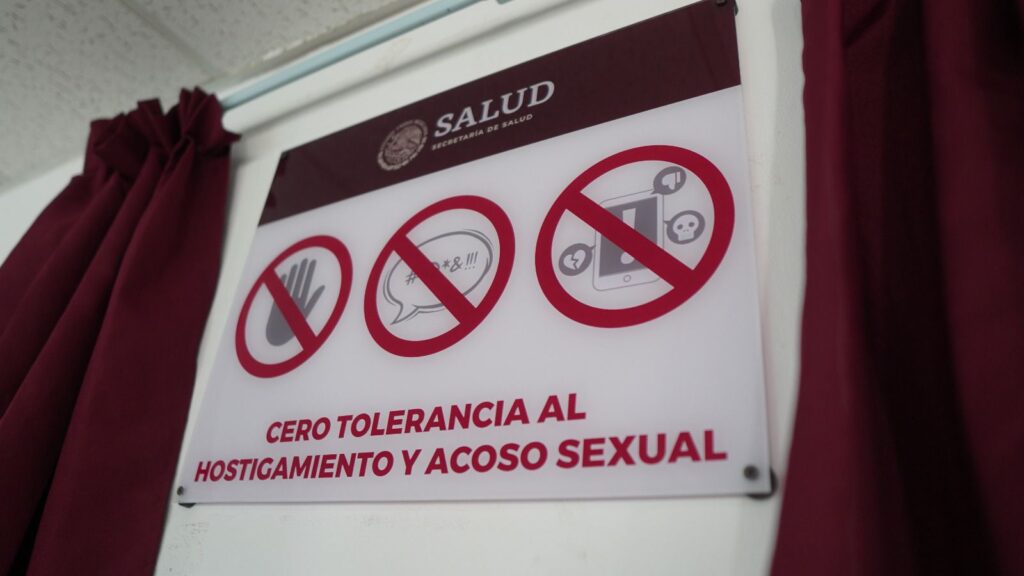 SALUD
SECRETARÍA DE SALUD
#@*&!!!
CERO TOLERANCIA AL
HOSTIGAMIENTO Y ACOSO SEXUAL